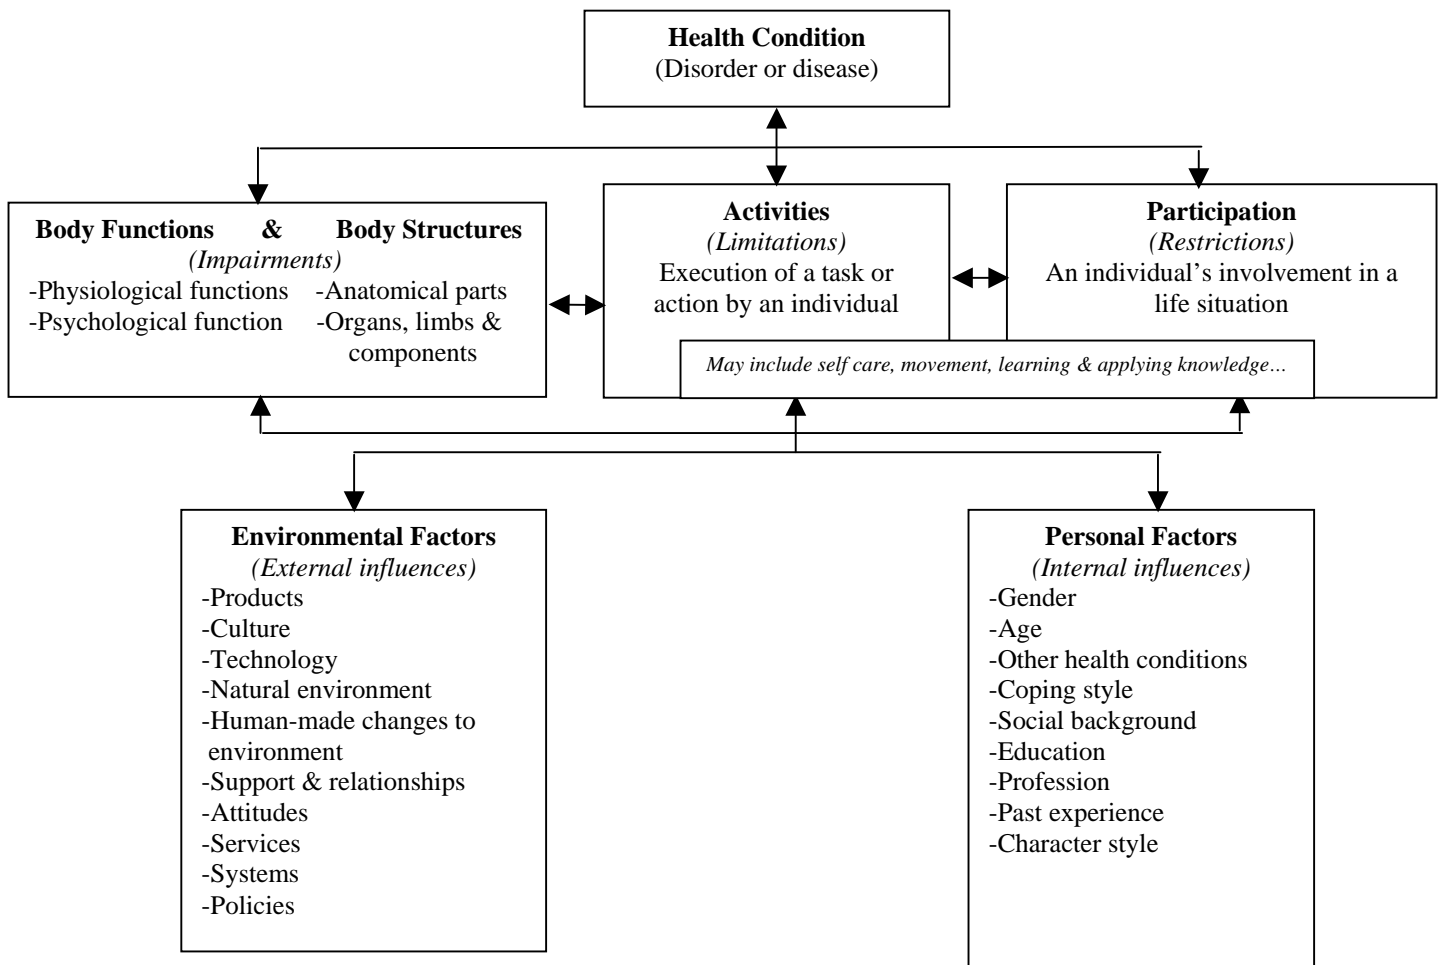 Health Condition
(Disorder or disease)
Body Functions & Body Structures
(Impairments)
-Physiological functions -Anatomical parts
-Psychological function -Organs, limbs &
components
Activities
(Limitations)
Execution of a task or
action by an individual
Participation
(Restrictions)
An individual’s involvement in a
life situation
May include self care, movement, learning & applying knowledge…
Environmental Factors
(External influences)
-Products
-Culture
-Technology
-Natural environment
-Human-made changes to
environment
-Support & relationships
-Attitudes
-Services
-Systems
-Policies
Personal Factors
(Internal influences)
-Gender
-Age
-Other health conditions
-Coping style
-Social background
-Education
-Profession
-Past experience
-Character style